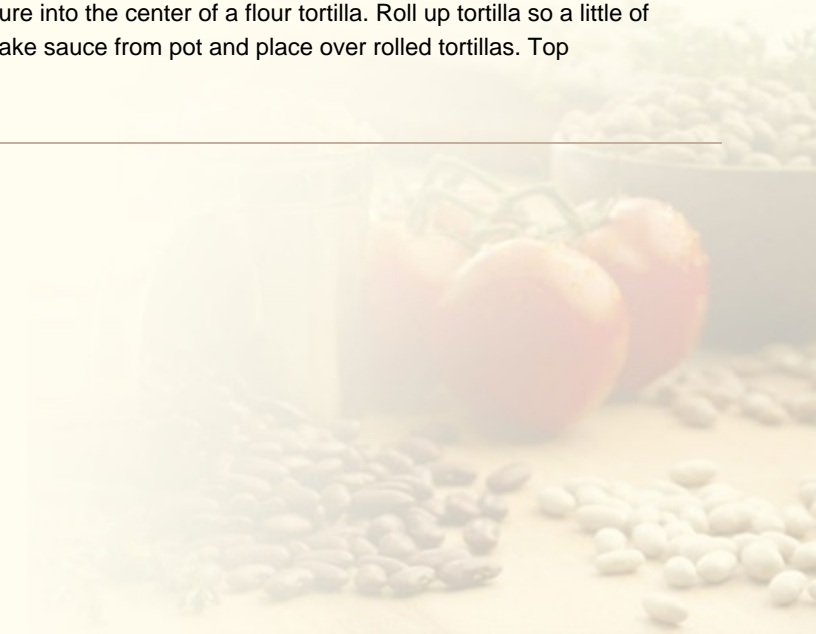 ure into the center of a flour tortilla. Roll up tortilla so a little of
ake sauce from pot and place over rolled tortillas. Top